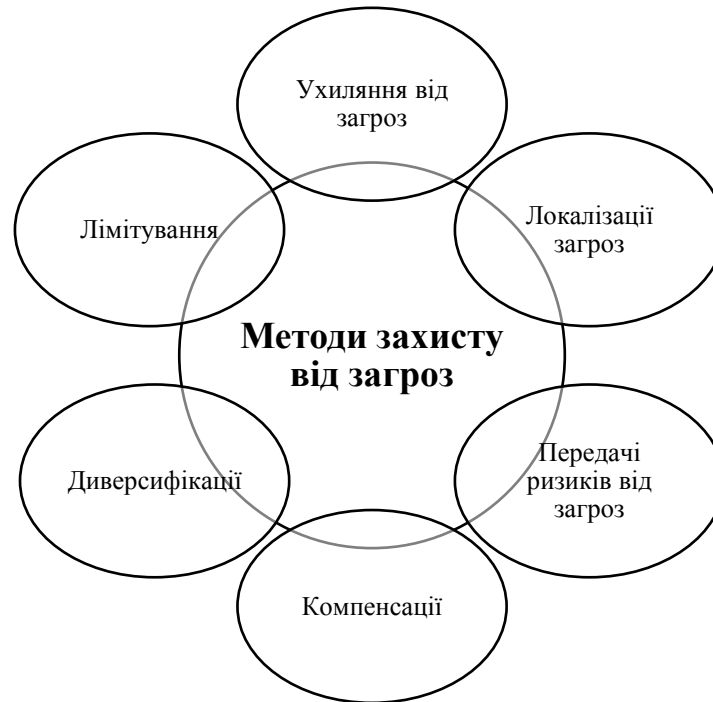 Ухиляння від
загроз
Лімітування
Локалізації
загроз
Методи захисту
від загроз
Диверсифікації
Передачі
ризиків від
загроз
Компенсації